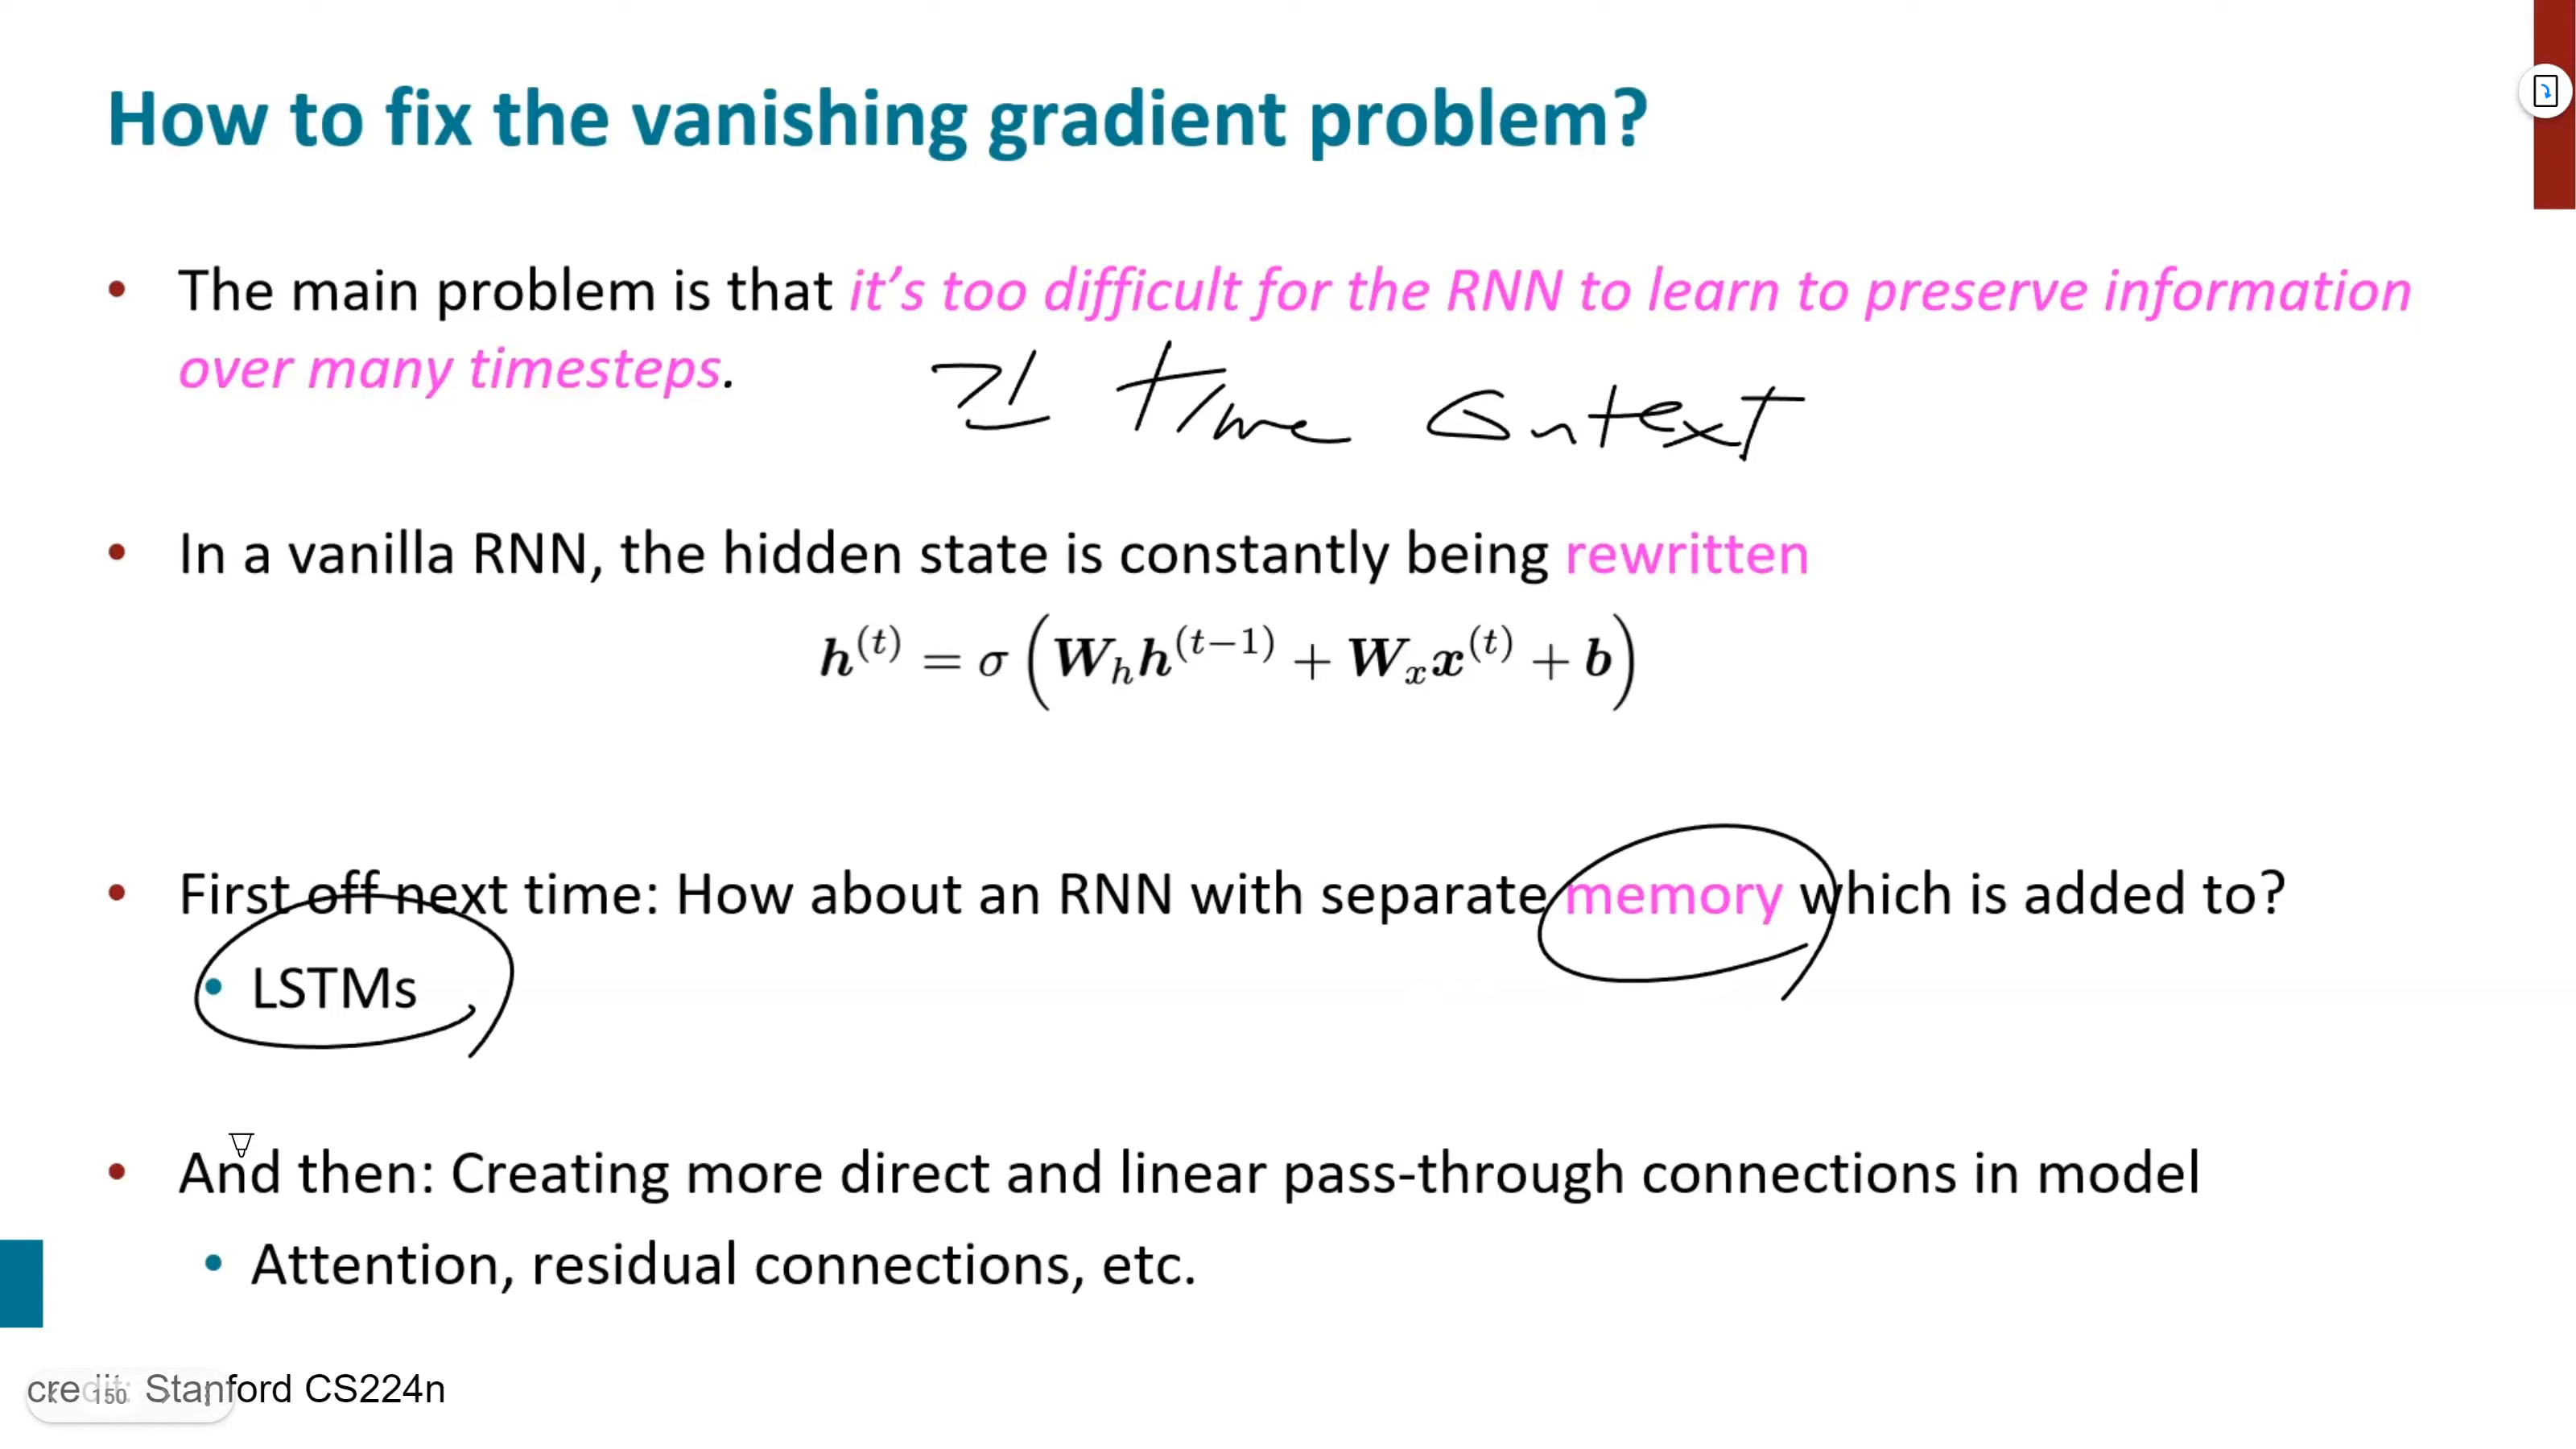 How to fix the vanishing gradient problem?
• The main problem is that it's too difficult for the RNN to learn to preserve information
over many timesteps.
긴 time context
• In a vanilla RNN, the hidden state is constantly being rewritten
h^(t) = σ (W_h h^(t−1) + W_x x^(t) + b)
• First off next time: How about an RNN with separate memory which is added to?
• LSTMs
• And then: Creating more direct and linear pass-through connections in model
• Attention, residual connections, etc.
credit: Stanford CS224n
150